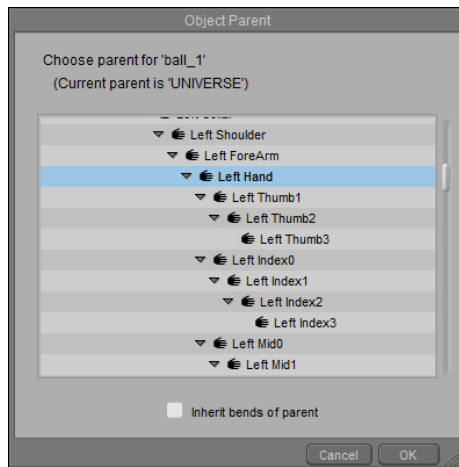 Object Parent
Choose parent for 'ball_1'
(Current parent is 'UNIVERSE')
Left Shoulder
Left ForeArm
Left Hand
Left Thumb1
Left Thumb2
Left Thumb3
Left Index0
Left Index1
Left Index2
Left Index3
Left Mid0
Left Mid1
Inherit bends of parent
Cancel OK